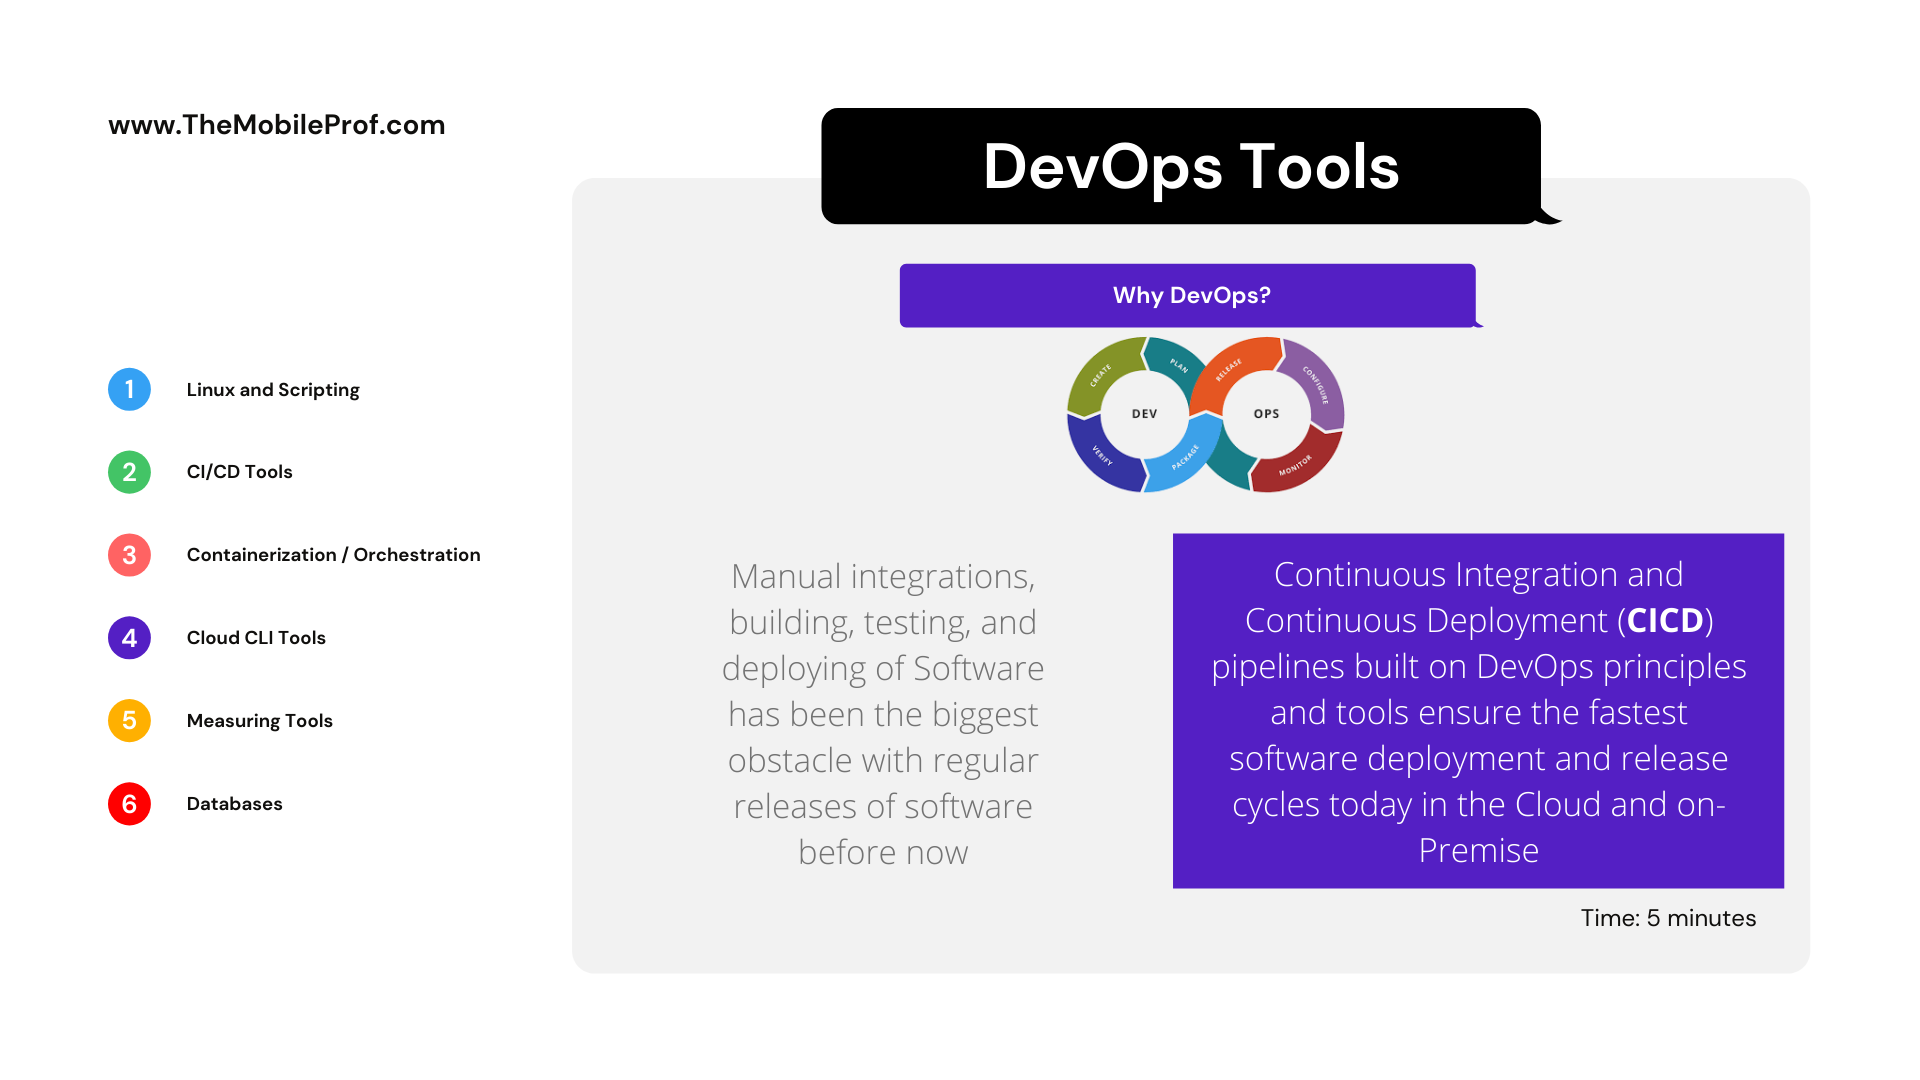 www.TheMobileProf.com
DevOps Tools
Why DevOps?
1 Linux and Scripting
2 CI/CD Tools
3 Containerization / Orchestration
4 Cloud CLI Tools
5 Measuring Tools
6 Databases
CREATE
PLAN
RELEASE
CONFIGURE
DEV
OPS
VERIFY
PACKAGE
MONITOR
Manual integrations,
building, testing, and
deploying of Software
has been the biggest
obstacle with regular
releases of software
before now
Continuous Integration and
Continuous Deployment (CICD)
pipelines built on DevOps principles
and tools ensure the fastest
software deployment and release
cycles today in the Cloud and on-
Premise
Time: 5 minutes